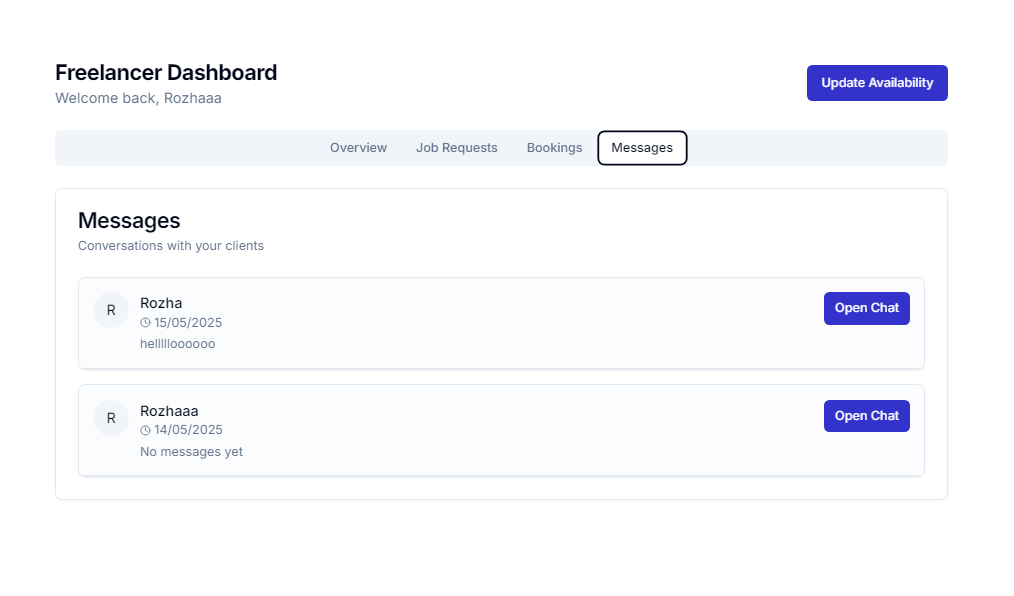 Freelancer Dashboard
Welcome back, Rozhaaa
Update Availability
Overview
Job Requests
Bookings
Messages
Messages
Conversations with your clients
R
Rozha
15/05/2025
hellllloooooo
Open Chat
R
Rozhaaa
14/05/2025
No messages yet
Open Chat